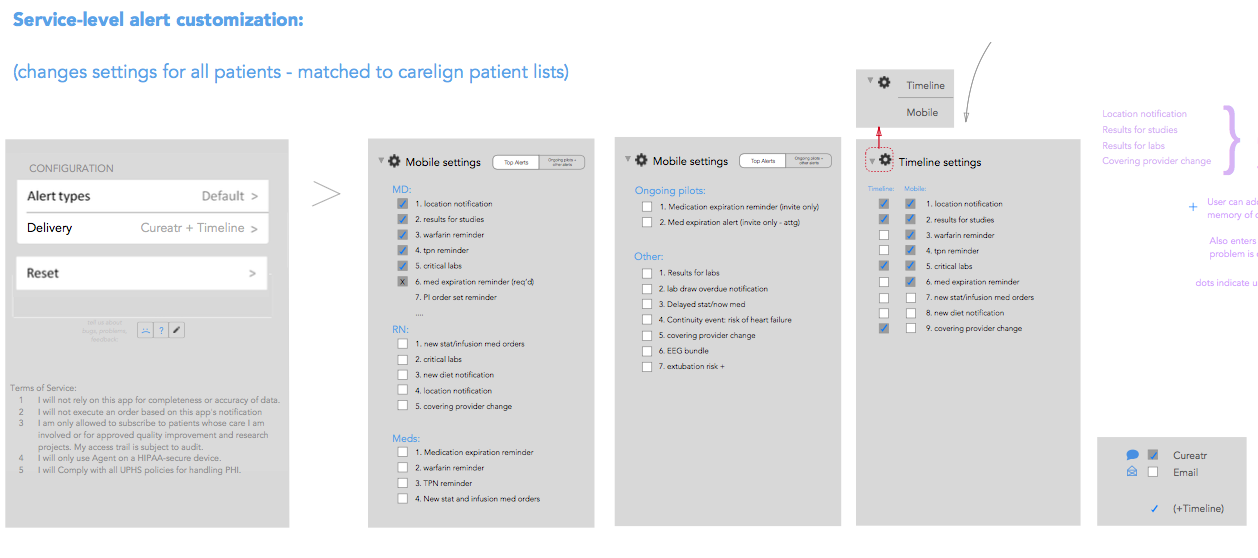 Service-level alert customization:
(changes settings for all patients - matched to carelign patient lists)
CONFIGURATION
Alert types Default >
Delivery Cureatr + Timeline >
Reset >
tell us about
bugs, problems,
feedback
?
Terms of Service:
1 I will not rely on this app for completeness or accuracy of data.
2 I will not execute an order based on this app's notification
3 I am only allowed to subscribe to patients whose care I am
involved or for approved quality improvement and research
projects. My access trail is subject to audit.
4 I will only use Agent on a HIPAA-secure device.
5 I will Comply with all UPHS policies for handling PHI.
Mobile settings
Top Alerts
Ongoing pilots +
other alerts
MD:
1. location notification
2. results for studies
3. warfarin reminder
4. tpn reminder
5. critical labs
X 6. med expiration reminder (req'd)
7. PI order set reminder
....
RN:
1. new stat/infusion med orders
2. critical labs
3. new diet notification
4. location notification
5. covering provider change
Meds:
1. Medication expiration reminder
2. warfarin reminder
3. TPN reminder
4. New stat and infusion med orders
Mobile settings
Top Alerts
Ongoing pilots +
other alerts
Ongoing pilots:
1. Medication expiration reminder (invite only)
2. Med expiration alert (invite only - attg)
Other:
1. Results for labs
2. lab draw overdue notification
3. Delayed stat/now med
4. Continuity event: risk of heart failure
5. covering provider change
6. EEG bundle
7. extubation risk +
Timeline
Mobile
Timeline settings
Timeline: Mobile:
1. location notification
2. results for studies
3. warfarin reminder
4. tpn reminder
5. critical labs
6. med expiration reminder
7. new stat/infusion med orders
8. new diet notification
9. covering provider change
Location notification
Results for studies
Results for labs
Covering provider change
}
+ User can ad
memory of
Also enters
problem is
dots indicate u
Cureatr
Email
(+Timeline)